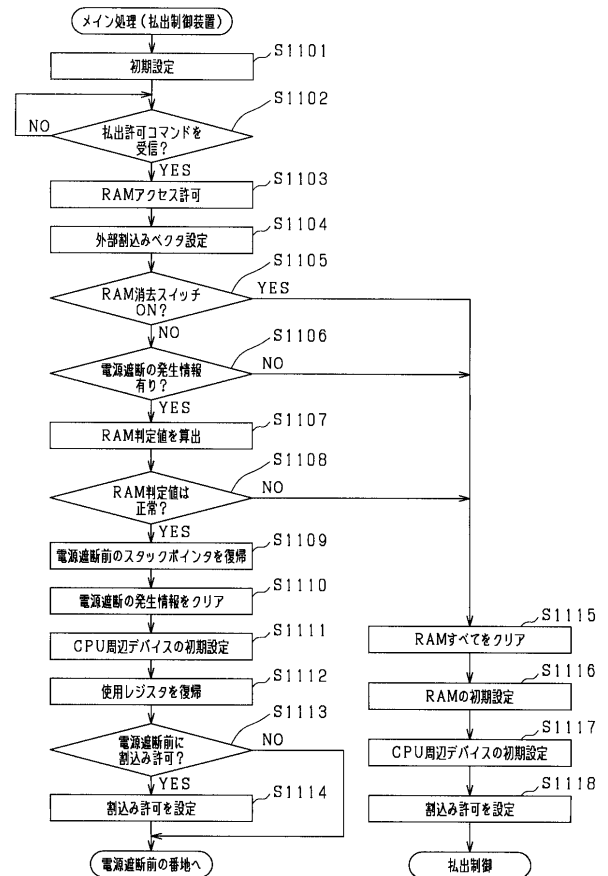 メイン処理(払出制御装置)
S1101
初期設定
S1102
払出許可コマンドを
受信?
NO
YES
S1103
RAMアクセス許可
S1104
外部割込みベクタ設定
S1105
RAM消去スイッチ
ON?
YES
NO
S1106
電源遮断の発生情報
有り?
NO
YES
S1107
RAM判定値を算出
S1108
RAM判定値は
正常?
NO
YES
S1109
電源遮断前のスタックポインタを復帰
S1110
電源遮断の発生情報をクリア
S1111
CPU周辺デバイスの初期設定
S1112
使用レジスタを復帰
S1113
電源遮断前に
割込み許可?
NO
YES
S1114
割込み許可を設定
電源遮断前の番地へ
S1115
RAMすべてをクリア
S1116
RAMの初期設定
S1117
CPU周辺デバイスの初期設定
S1118
割込み許可を設定
払出制御